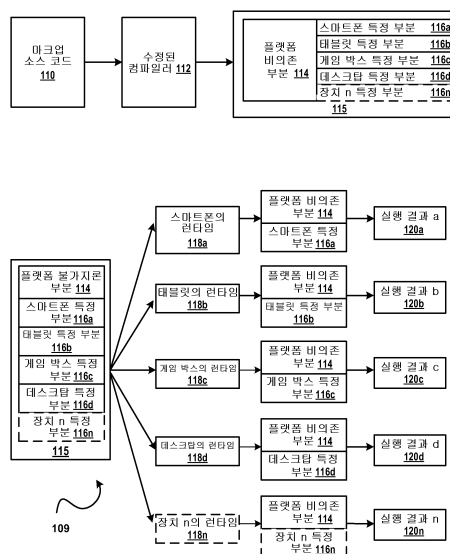 마크업
소스 코드
110
수정된
컴파일러 112
플랫폼
비의존
부분 114
스마트폰 특정 부분 116a
태블릿 특정 부분 116b
게임 박스 특정 부분 116c
데스크탑 특정 부분 116d
장치 n 특정 부분 116n
115
플랫폼 불가지론
부분 114
스마트폰 특정
부분 116a
태블릿 특정 부분
116b
게임 박스 특정
부분 116c
데스크탑 특정
부분 116d
장치 n 특정
부분 116n
115
109
스마트폰의
런타임
118a
플랫폼 비의존
부분 114
스마트폰 특정
부분 116a
실행 결과 a
120a
태블릿의 런타임
118b
플랫폼 비의존
부분 114
태블릿 특정 부분
116b
실행 결과 b
120b
게임 박스의 런타임
118c
플랫폼 비의존
부분 114
게임 박스 특정
부분 116c
실행 결과 c
120c
데스크탑의 런타임
118d
플랫폼 비의존
부분 114
데스크탑 특정
부분 116d
실행 결과 d
120d
장치 n의 런타임
118n
플랫폼 비의존
부분 114
장치 n 특정
부분 116n
실행 결과 n
120n